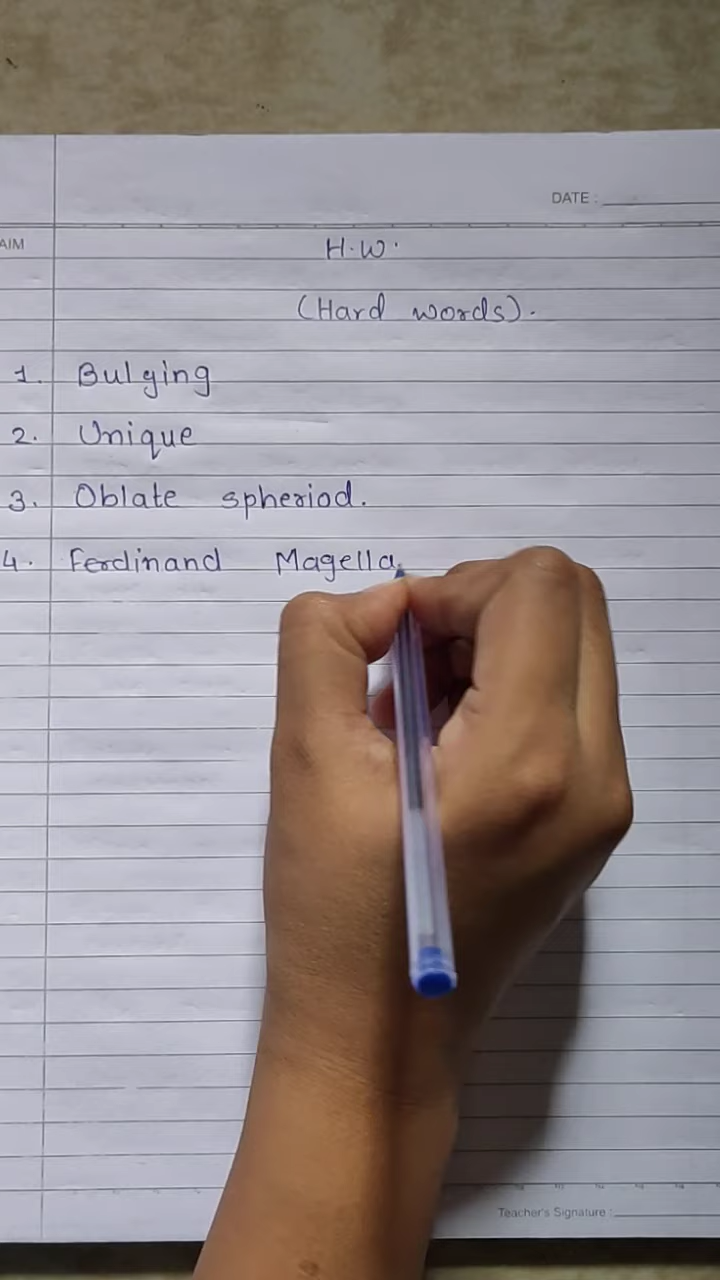 DATE :
AIM
H.W.
(Hard words).
1. Bulging
2. Unique
3. Oblate spheriod.
4. Ferdinand Magella
Teacher's Signature :